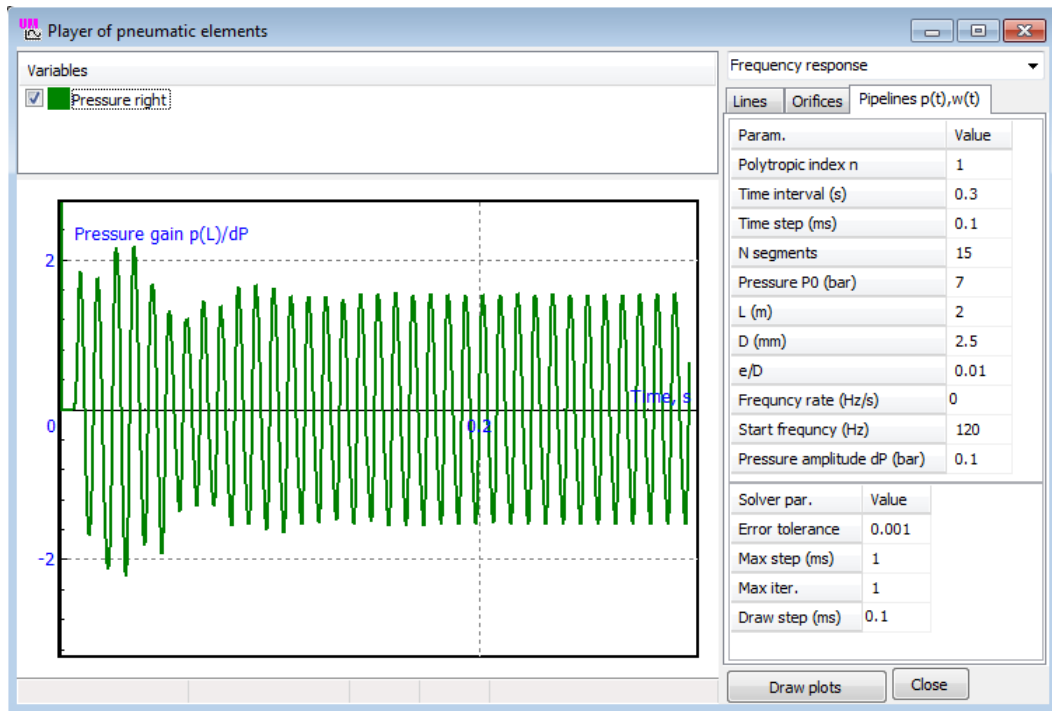 Player of pneumatic elements
Variables
Pressure right
Pressure gain p(L)/dP
2
0
-2
0.2
Time, s
Frequency response
Lines Orifices Pipelines p(t),w(t)
Param. Value
Polytropic index n 1
Time interval (s) 0.3
Time step (ms) 0.1
N segments 15
Pressure P0 (bar) 7
L (m) 2
D (mm) 2.5
e/D 0.01
Frequncy rate (Hz/s) 0
Start frequncy (Hz) 120
Pressure amplitude dP (bar) 0.1
Solver par. Value
Error tolerance 0.001
Max step (ms) 1
Max iter. 1
Draw step (ms) 0.1
Draw plots Close